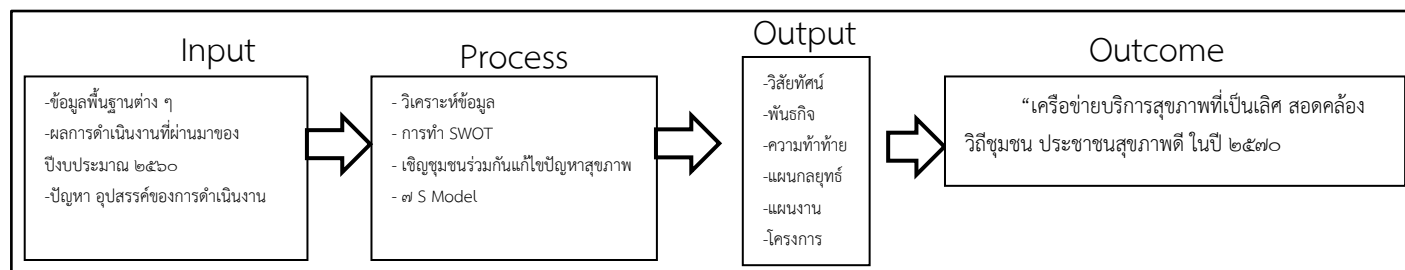 Input
-ข้อมูลพื้นฐานต่าง ๆ
-ผลการดำเนินงานที่ผ่านมาของ
ปีงบประมาณ ๒๕๖๐
-ปัญหา อุปสรรค์ของการดำเนินงาน
Process
- วิเคราะห์ข้อมูล
- การทำ SWOT
- เชิญชุมชนร่วมกันแก้ไขปัญหาสุขภาพ
- ๗ S Model
Output
-วิสัยทัศน์
-พันธกิจ
-ความท้าท้าย
-แผนกลยุทธ์
-แผนงาน
-โครงการ
Outcome
“เครือข่ายบริการสุขภาพที่เป็นเลิศ สอดคล้อง
วิถีชุมชน ประชาชนสุขภาพดี ในปี ๒๕๗๐